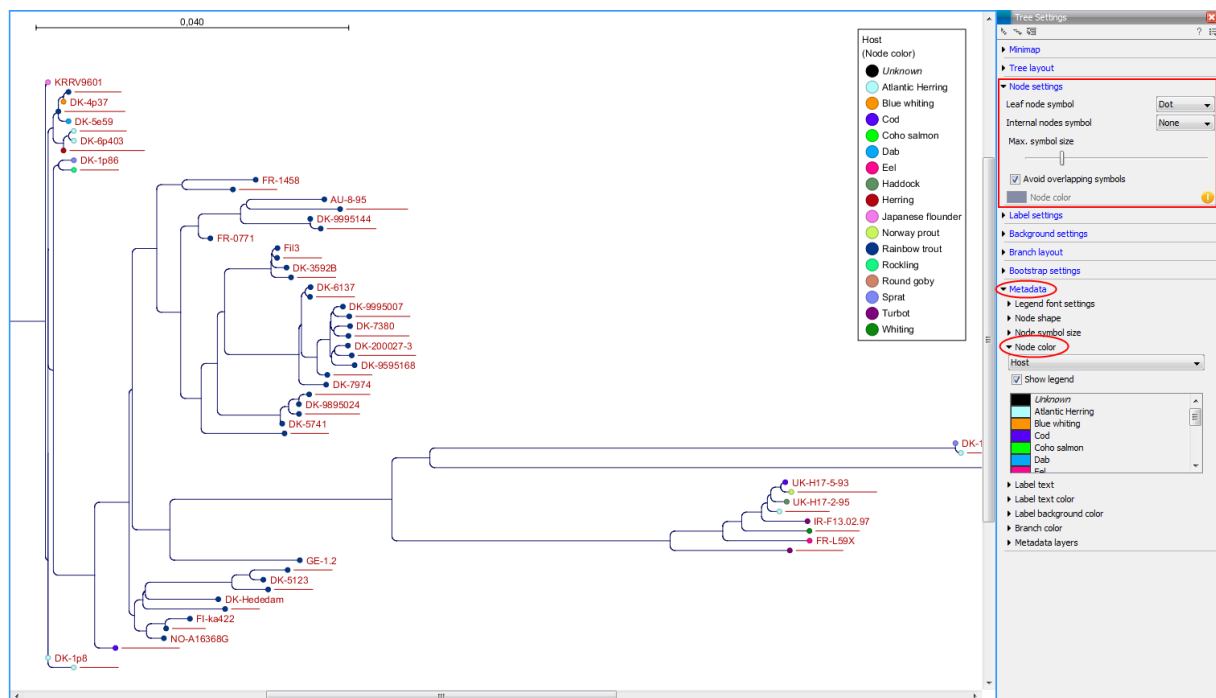 0,040
KRRV9601
DK-4p37
DK-5e59
DK-6p403
DK-1p86
FR-1458
AU-8-95
DK-9995144
FR-0771
Fil3
DK-3592B
DK-6137
DK-9995007
DK-7380
DK-200027-3
DK-9595168
DK-7974
DK-9895024
DK-5741
DK-1
UK-H17-5-93
UK-H17-2-95
IR-F13.02.97
FR-L59X
GE-1.2
DK-5123
DK-Hededam
FI-ka422
NO-A16368G
DK-1p8
Host
(Node color)
Unknown
Atlantic Herring
Blue whiting
Cod
Coho salmon
Dab
Eel
Haddock
Herring
Japanese flounder
Norway prout
Rainbow trout
Rockling
Round goby
Sprat
Turbot
Whiting
Tree Settings
?
Minimap
Tree layout
Node settings
Leaf node symbol Dot
Internal nodes symbol None
Max. symbol size
Avoid overlapping symbols
Node color
Label settings
Background settings
Branch layout
Bootstrap settings
Metadata
Legend font settings
Node shape
Node symbol size
Node color
Host
Show legend
Unknown
Atlantic Herring
Blue whiting
Cod
Coho salmon
Dab
Eel
Label text
Label text color
Label background color
Branch color
Metadata layers